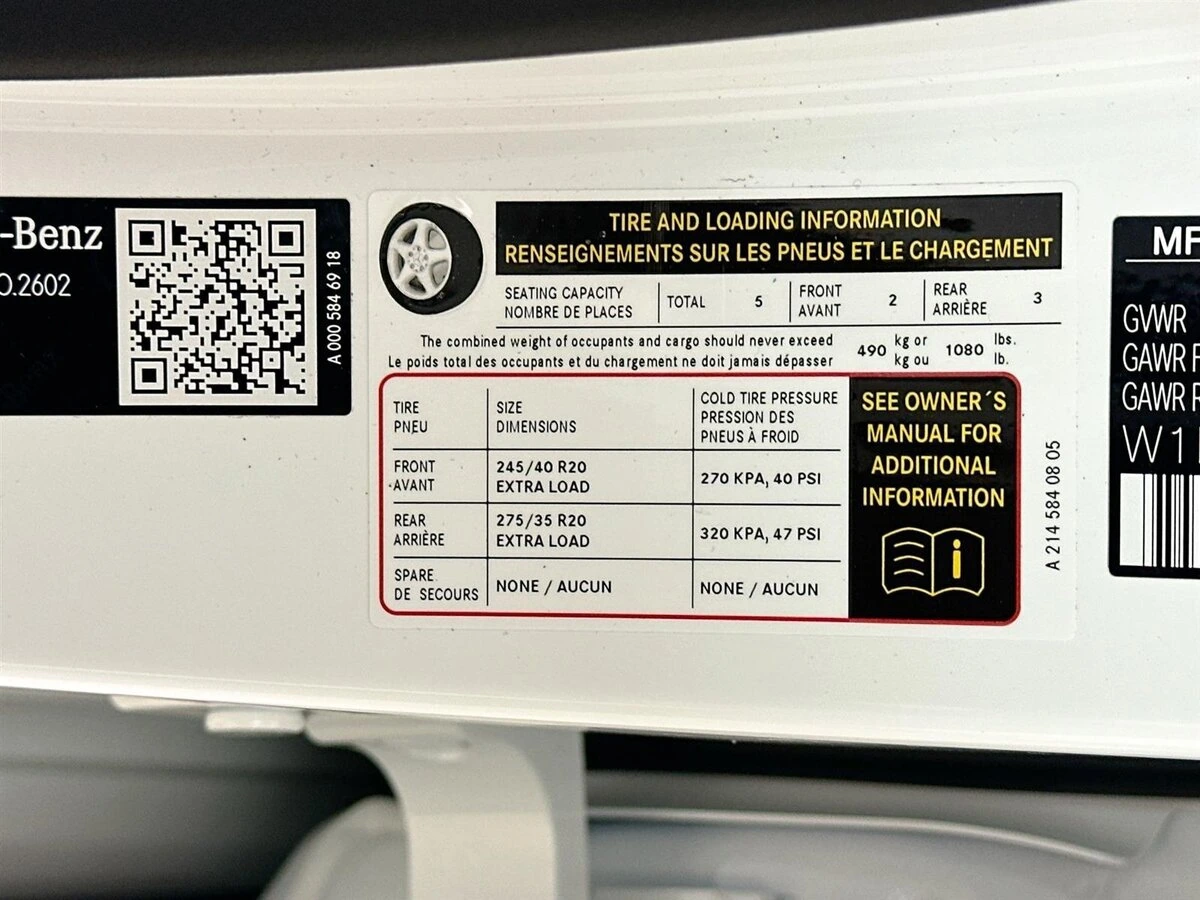 -Benz
O.2602
A 000 584 69 18
TIRE AND LOADING INFORMATION
RENSEIGNEMENTS SUR LES PNEUS ET LE CHARGEMENT
SEATING CAPACITY
NOMBRE DE PLACES
TOTAL 5
FRONT
AVANT
2
REAR
ARRIÈRE
3
The combined weight of occupants and cargo should never exceed
Le poids total des occupants et du chargement ne doit jamais dépasser
490
kg or
kg ou
1080
lbs.
lb.
TIRE
PNEU
SIZE
DIMENSIONS
COLD TIRE PRESSURE
PRESSION DES
PNEUS À FROID
FRONT
AVANT
245/40 R20
EXTRA LOAD
270 KPA, 40 PSI
REAR
ARRIÈRE
275/35 R20
EXTRA LOAD
320 KPA, 47 PSI
SPARE
DE SECOURS
NONE / AUCUN
NONE / AUCUN
SEE OWNER´S
MANUAL FOR
ADDITIONAL
INFORMATION
A 214 584 08 05
MF
GVWR
GAWR F
GAWR R
W1